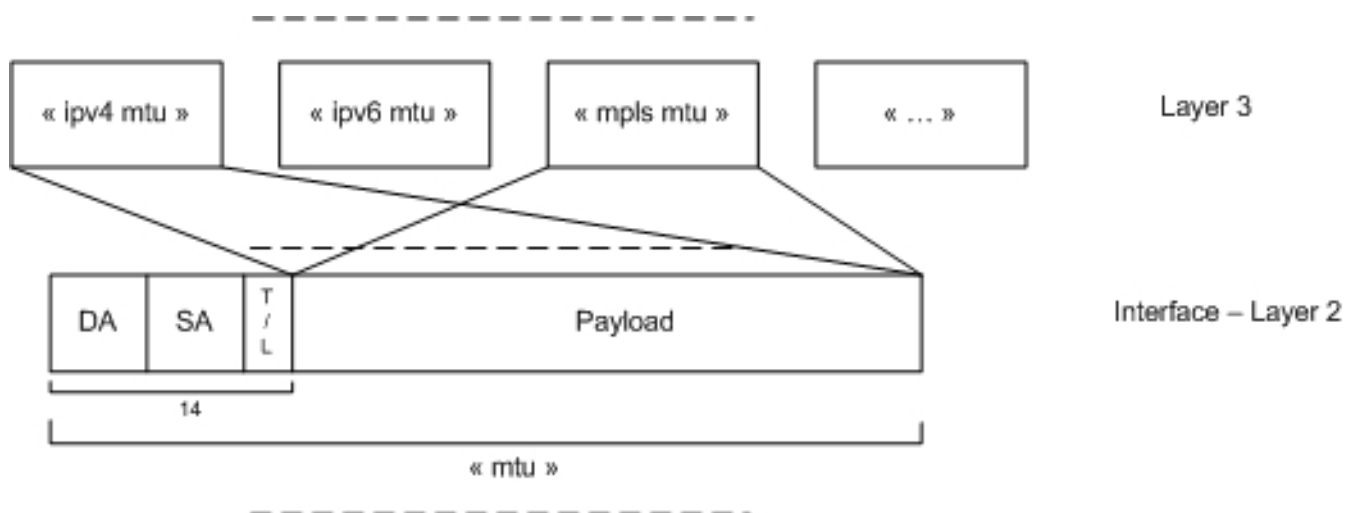 « ipv4 mtu » « ipv6 mtu » « mpls mtu » « ... » Layer 3
DA SA T/L Payload Interface – Layer 2
14
« mtu »